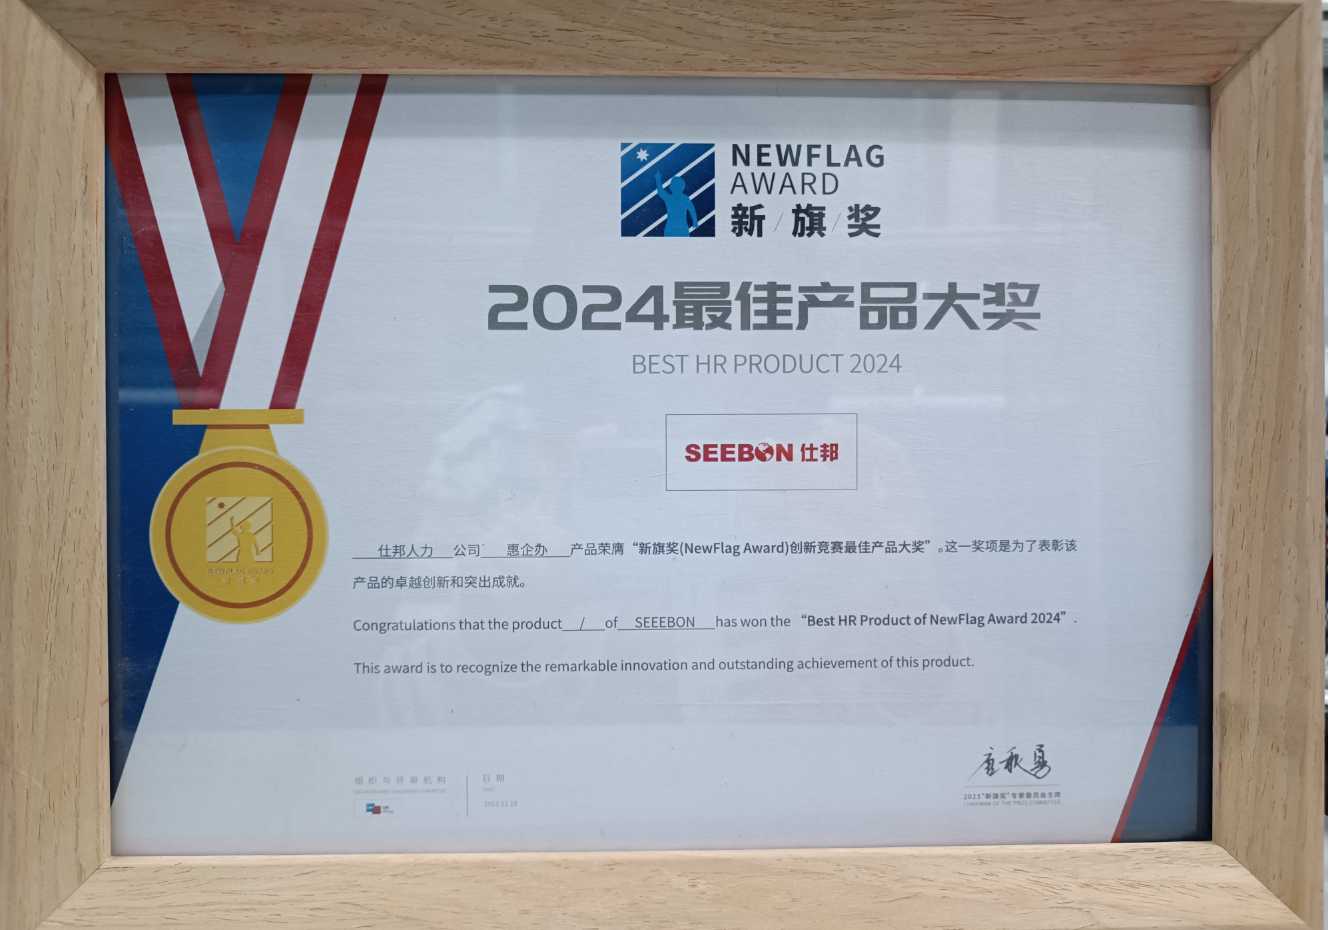 NEWFLAG
AWARD
新/旗/奖
2024最佳产品大奖
BEST HR PRODUCT 2024
SEEBON 仕邦
仕邦人力 公司 惠企办 产品荣膺“新旗奖(NewFlag Award)创新竞赛最佳产品大奖”。这一奖项是为了表彰该
产品的卓越创新和突出成就。
Congratulations that the product / of SEEEBON has won the “Best HR Product of NewFlag Award 2024”.
This award is to recognize the remarkable innovation and outstanding achievement of this product.
组织与评审机构
日期
2023.12.18
2023“新旗奖”专家委员会主席
CHAIRMAN OF THE PRIZE COMMITTEE